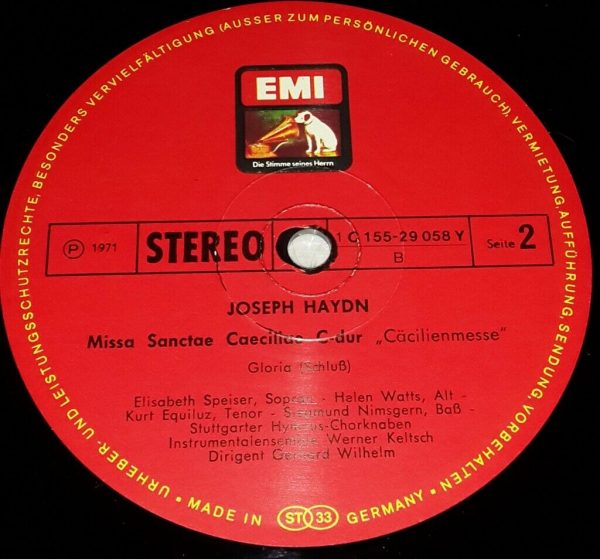 URHEBER- UND LEISTUNGSSCHUTZRECHTE, BESONDERS VERVIELFÄLTIGUNG (AUSSER ZUM PERSÖNLICHEN GEBRAUCH), VERMIETUNG, AUFFÜHRUNG, SENDUNG, VORBEHALTEN •
EMI
Die Stimme seines Herrn
Ⓟ 1971
STEREO
1 C 155-29 058 Y
B
Seite 2
JOSEPH HAYDN
Missa Sanctae Caeciliae C-dur „Cäcilienmesse"
Gloria (Schluß)
Elisabeth Speiser, Sopran - Helen Watts, Alt -
Kurt Equiluz, Tenor - Siegmund Nimsgern, Baß -
Stuttgarter Hymnus-Chorknaben
Instrumentalensemble Werner Keltsch
Dirigent Gerhard Wilhelm
• MADE IN ST 33 GERMANY •